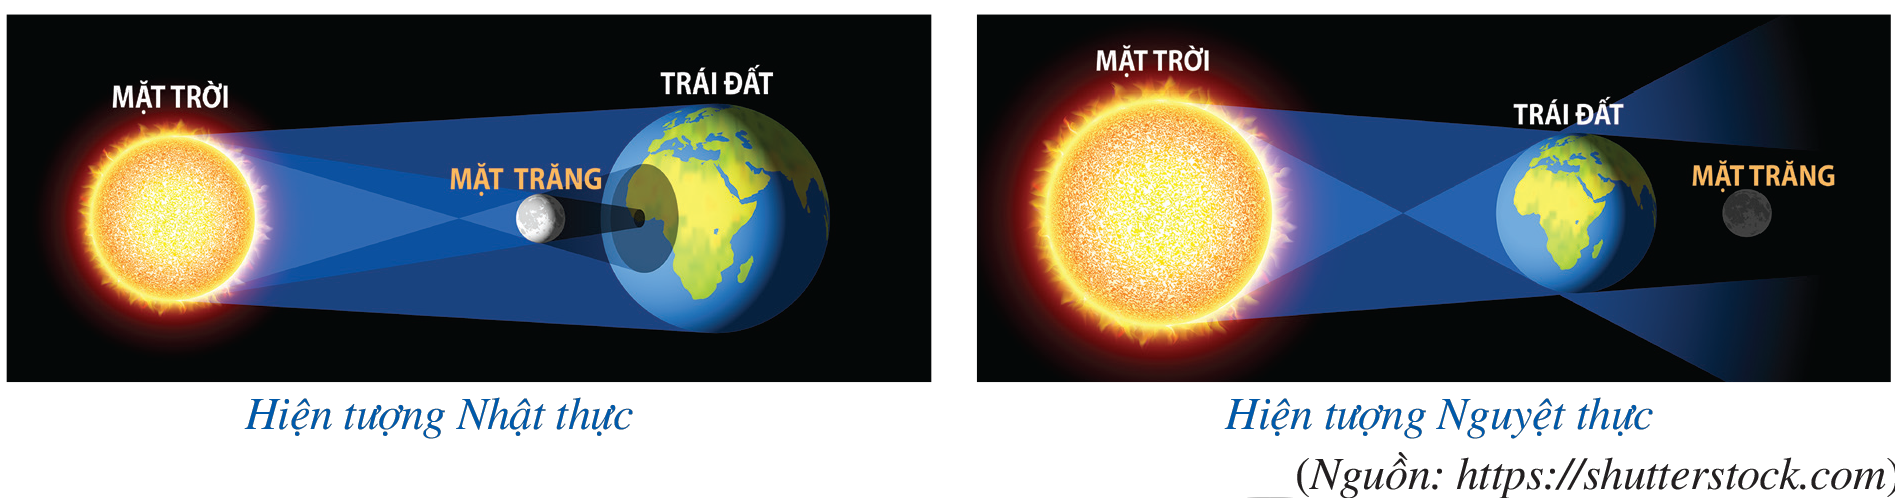 MẶT TRỜI
TRÁI ĐẤT
MẶT TRĂNG
Hiện tượng Nhật thực
MẶT TRỜI
TRÁI ĐẤT
MẶT TRĂNG
Hiện tượng Nguyệt thực
(Nguồn: https://shutterstock.com)